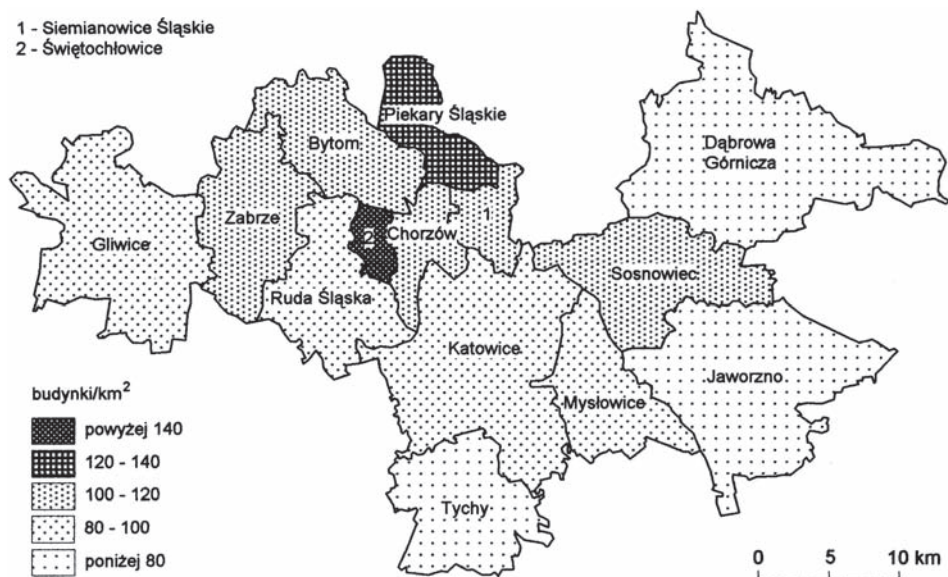 1 - Siemianowice Śląskie
2 - Świętochłowice
Piekary Śląskie
Bytom
Dąbrowa
Górnicza
Zabrze
2
Chorzów
1
Gliwice
Sosnowiec
Ruda Śląska
Katowice
Jaworzno
Mysłowice
Tychy
budynki/km²
powyżej 140
120 - 140
100 - 120
80 - 100
poniżej 80
0 5 10 km